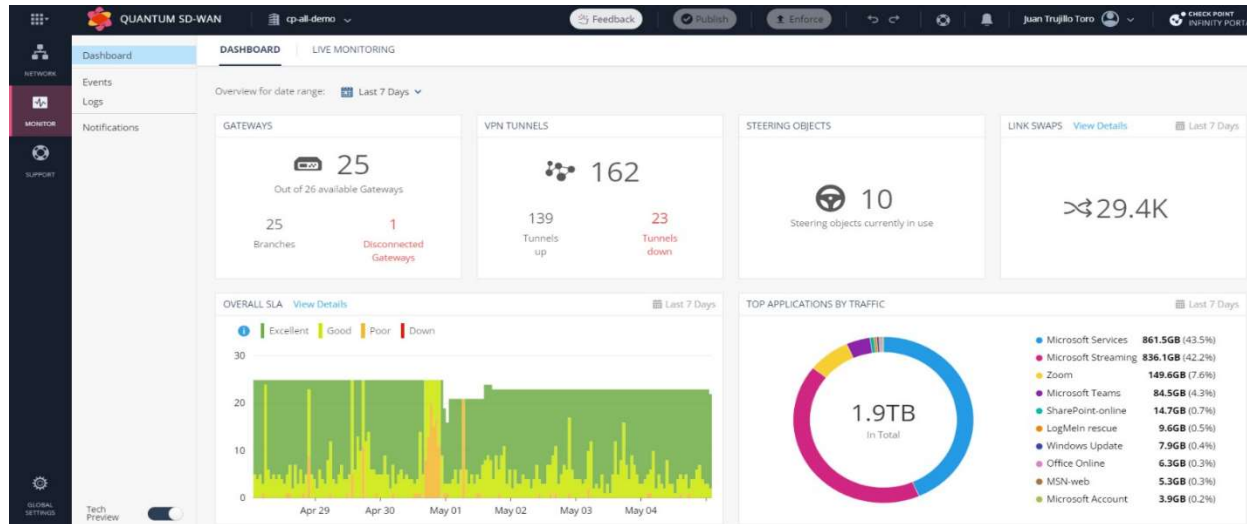 QUANTUM SD-WAN
cp-all-demo
Feedback
Publish
Enforce
Juan Trujillo Toro
CHECK POINT
INFINITY PORTA
NETWORK
MONITOR
SUPPORT
GLOBAL
SETTINGS
Dashboard
Events
Logs
Notifications
Tech
Preview
DASHBOARD
LIVE MONITORING
Overview for date range: Last 7 Days
GATEWAYS
25
Out of 26 available Gateways
25
Branches
1
Disconnected
Gateways
VPN TUNNELS
162
139
Tunnels
up
23
Tunnels
down
STEERING OBJECTS
10
Steering objects currently in use
LINK SWAPS View Details Last 7 Days
29.4K
OVERALL SLA View Details Last 7 Days
Excellent Good Poor Down
30
20
10
0
Apr 29 Apr 30 May 01 May 02 May 03 May 04
TOP APPLICATIONS BY TRAFFIC Last 7 Days
1.9TB
In Total
Microsoft Services 861.5GB (43.5%)
Microsoft Streaming 836.1GB (42.2%)
Zoom 149.6GB (7.6%)
Microsoft Teams 84.5GB (4.3%)
SharePoint-online 14.7GB (0.7%)
LogMeIn rescue 9.6GB (0.5%)
Windows Update 7.9GB (0.4%)
Office Online 6.3GB (0.3%)
MSN-web 5.3GB (0.3%)
Microsoft Account 3.9GB (0.2%)